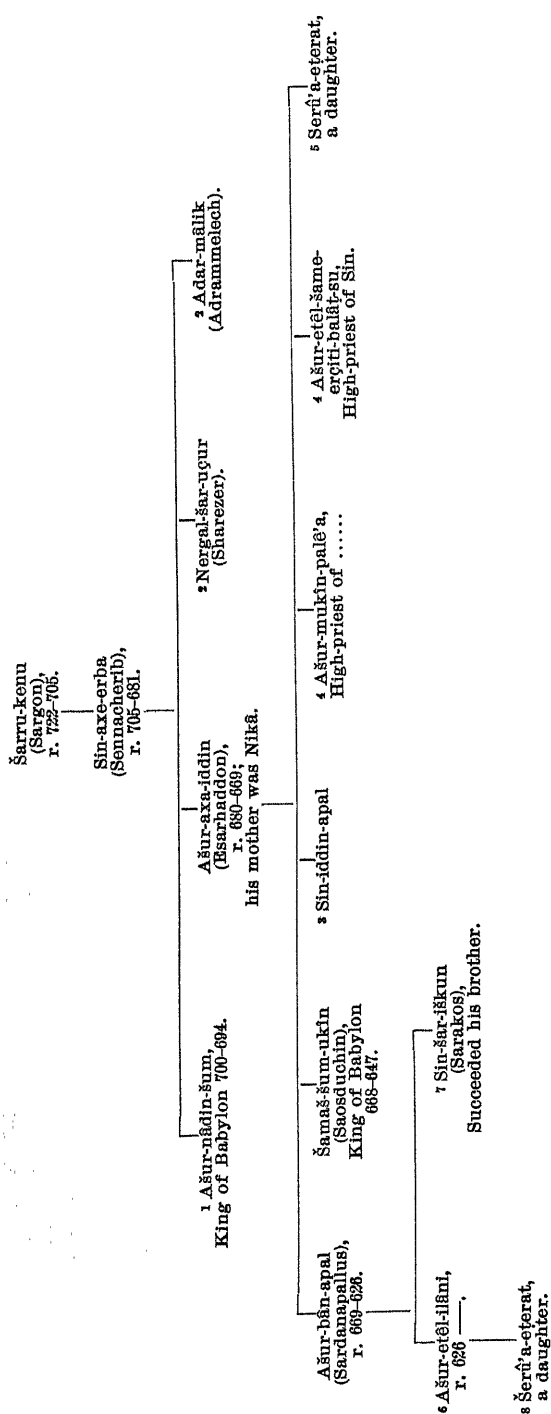 Šarru-kenu
(Sargon),
r. 722–705.
Sin-axe-erba
(Sennacherib),
r. 705–681.
¹ Ašur-nâdin-šum,
King of Babylon 700–694.
Ašur-axa-iddin
(Esarhaddon),
r. 680–669;
his mother was Nikâ.
² Nergal-šar-uçur
(Sharezer).
² Adar-mâlik
(Adrammelech).
Ašur-bân-apal
(Sardanapallus),
r. 669–626.
Šamaš-šum-ukîn
(Saosduchin),
King of Babylon
668–647.
³ Sin-iddin-apal
⁴ Ašur-mukîn-palê'a,
High-priest of ......
⁴ Ašur-etêl-šame-
erçiti-balâṭ-su,
High-priest of Sin.
⁵ Serû'a-eṭerat,
a daughter.
⁶ Ašur-etêl-ilâni,
r. 626 ——.
⁷ Sin-šar-iškun
(Sarakos),
Succeeded his brother.
⁸ Šerû'a-eṭerat,
a daughter.